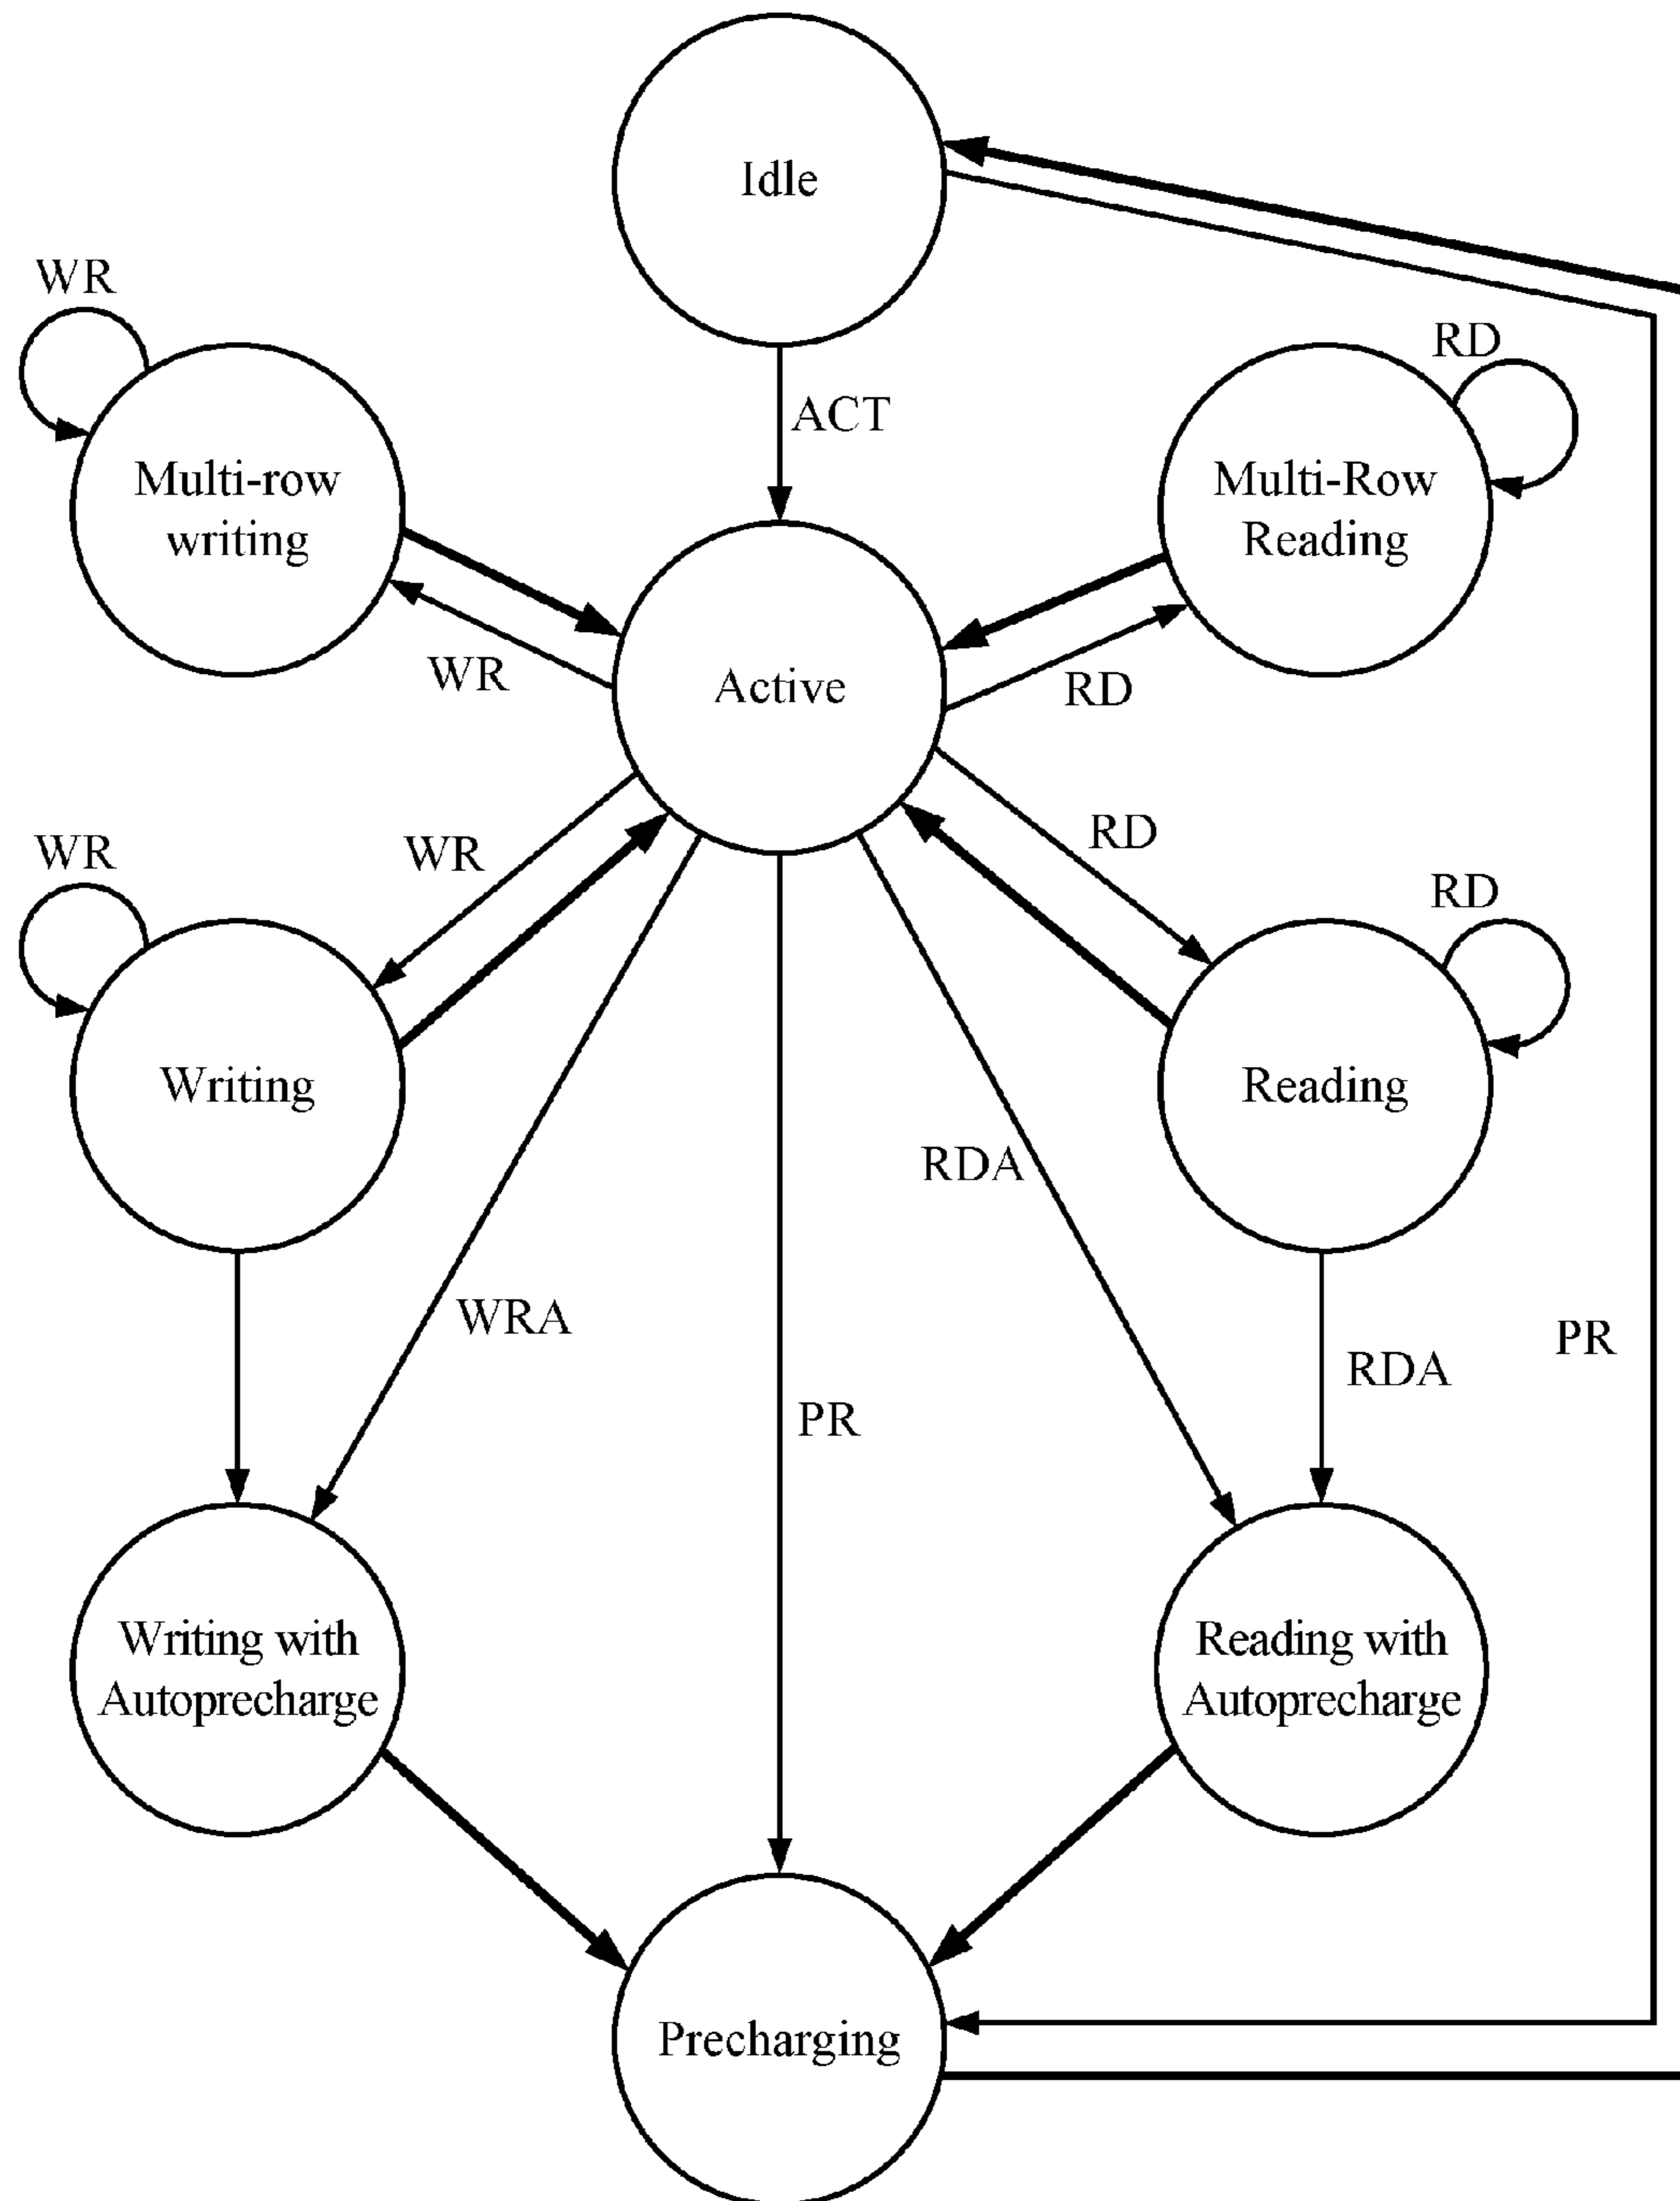 Idle
WR
RD
ACT
Multi-row
writing
Multi-Row
Reading
WR
Active
RD
WR
WR
RD
RD
Writing
Reading
RDA
WRA
PR
RDA
PR
Writing with
Autoprecharge
Reading with
Autoprecharge
Precharging